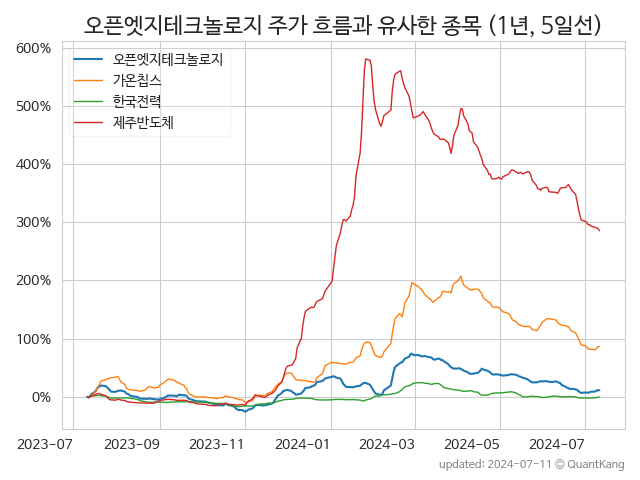 오픈엣지테크놀로지 주가 흐름과 유사한 종목 (1년, 5일선)
오픈엣지테크놀로지
가온칩스
한국전력
제주반도체
600%
500%
400%
300%
200%
100%
0%
2023-07 2023-09 2023-11 2024-01 2024-03 2024-05 2024-07
updated: 2024-07-11 © QuantKang